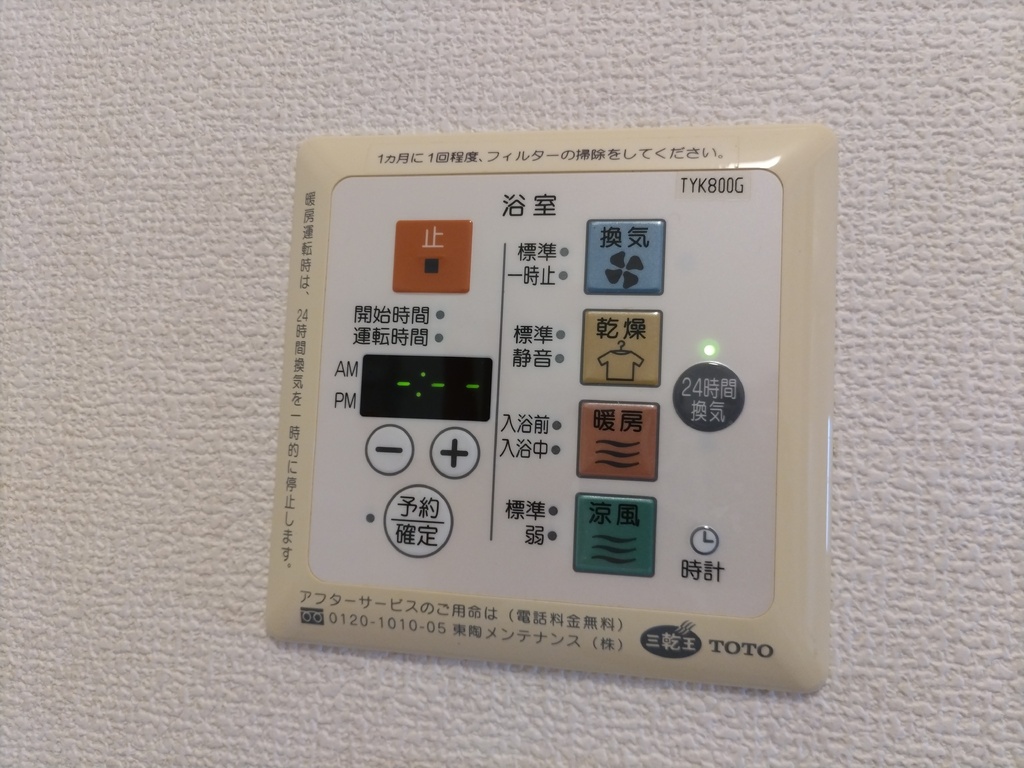 1カ月に1回程度、フィルターの掃除をしてください。
TYK800G
暖房運転時は、24時間換気を一時的に停止します。
浴室
止
開始時間
運転時間
AM
PM
-:--
−
+
予約
確定
標準
一時止
換気
標準
静音
乾燥
入浴前
入浴中
暖房
標準
弱
涼風
24時間
換気
時計
アフターサービスのご用命は（電話料金無料）
0120-1010-05 東陶メンテナンス（株）
三乾王 TOTO